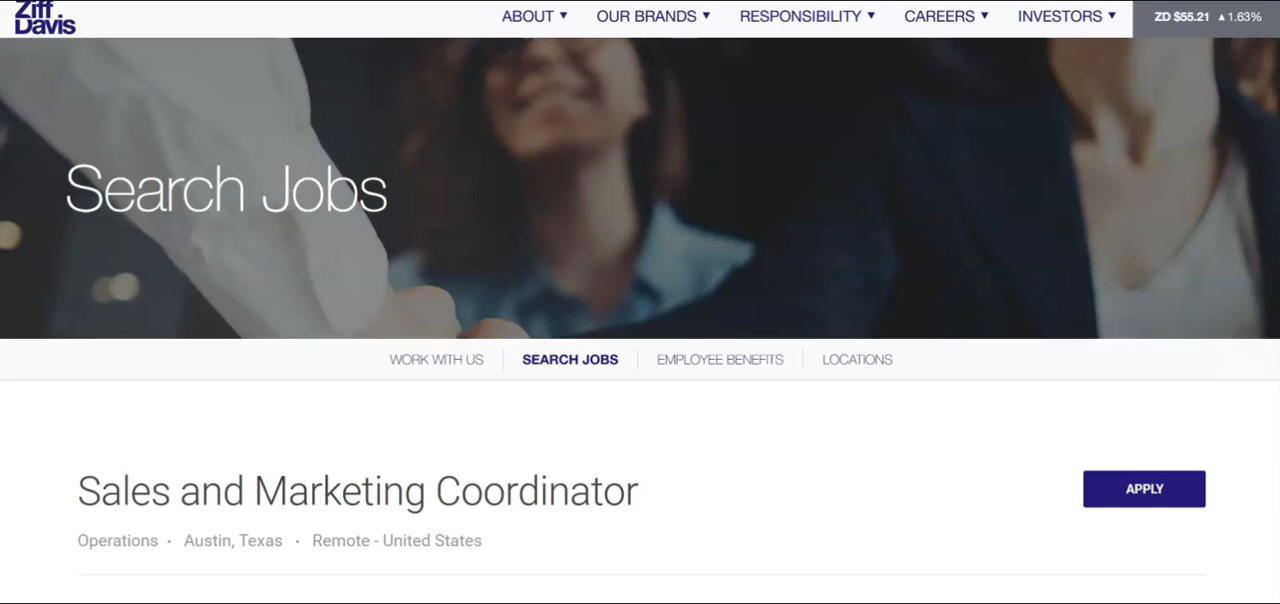 Ziff
Davis
ABOUT ▼ OUR BRANDS ▼ RESPONSIBILITY ▼ CAREERS ▼ INVESTORS ▼ ZD $55.21 ▲1.63%
Search Jobs
WORK WITH US SEARCH JOBS EMPLOYEE BENEFITS LOCATIONS
Sales and Marketing Coordinator
APPLY
Operations · Austin, Texas · Remote - United States